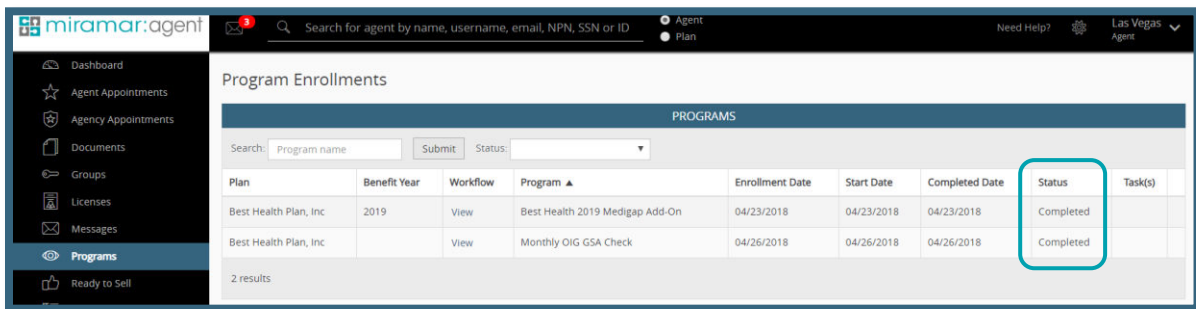 miramar:agent
3
Search for agent by name, username, email, NPN, SSN or ID
Agent
Plan
Need Help?
Las Vegas
Agent
Dashboard
Agent Appointments
Agency Appointments
Documents
Groups
Licenses
Messages
Programs
Ready to Sell
Program Enrollments
PROGRAMS
Search: Program name Submit Status:
Plan Benefit Year Workflow Program ▲ Enrollment Date Start Date Completed Date Status Task(s)
Best Health Plan, Inc 2019 View Best Health 2019 Medigap Add-On 04/23/2018 04/23/2018 04/23/2018 Completed
Best Health Plan, Inc View Monthly OIG GSA Check 04/26/2018 04/26/2018 04/26/2018 Completed
2 results